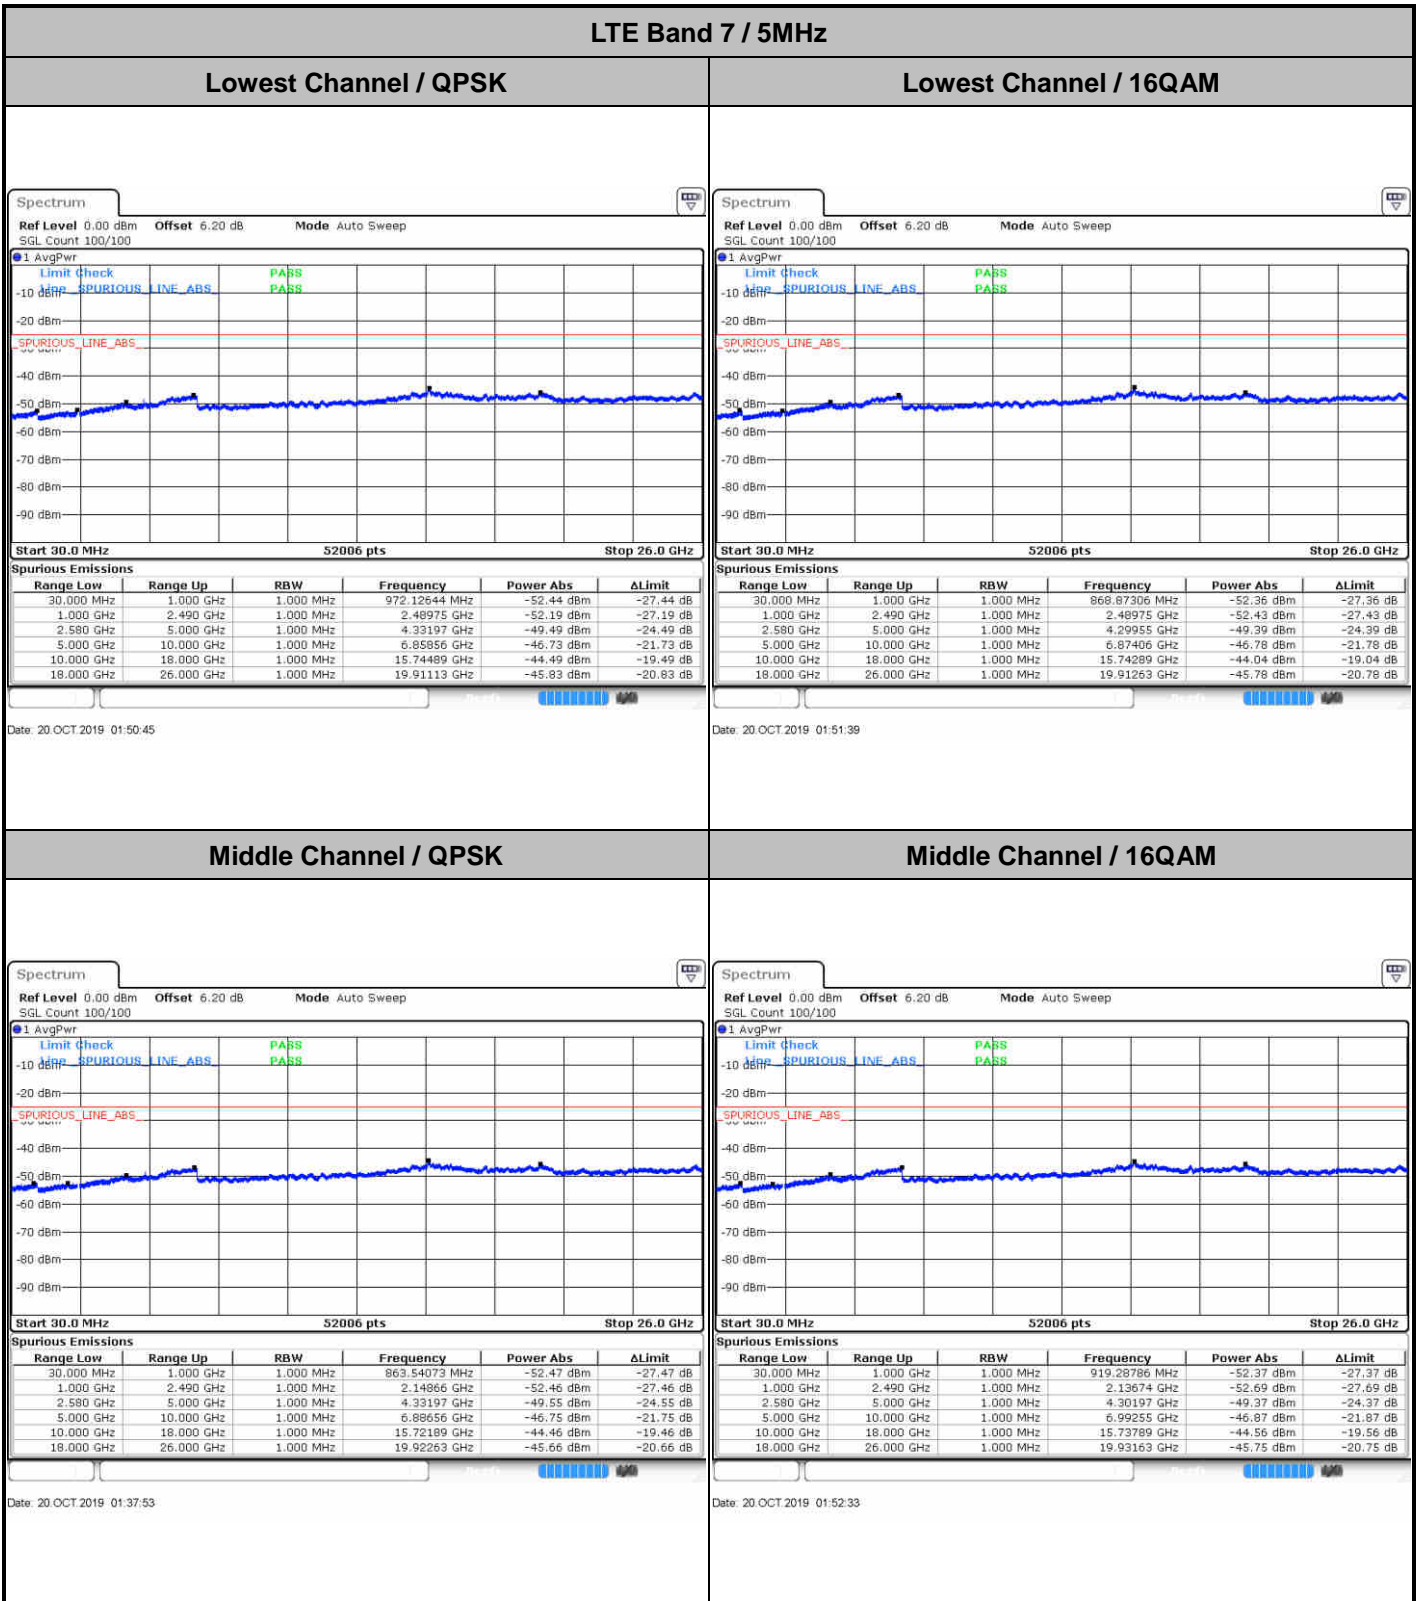 LTE Band 7 / 5MHz
Lowest Channel / QPSK
Lowest Channel / 16QAM
Spectrum
Ref Level 0.00 dBm Offset 6.20 dB Mode Auto Sweep
SGL Count 100/100
1 AvgPwr
Limit Check PASS
-10 dBm Line _SPURIOUS_LINE_ABS_ PASS
-20 dBm
_SPURIOUS_LINE_ABS_
-30 dBm
-40 dBm
-50 dBm
-60 dBm
-70 dBm
-80 dBm
-90 dBm
Start 30.0 MHz 52006 pts Stop 26.0 GHz
Spurious Emissions
Range Low Range Up RBW Frequency Power Abs ΔLimit
30.000 MHz 1.000 GHz 1.000 MHz 972.12644 MHz -52.44 dBm -27.44 dB
1.000 GHz 2.490 GHz 1.000 MHz 2.48975 GHz -52.19 dBm -27.19 dB
2.580 GHz 5.000 GHz 1.000 MHz 4.33197 GHz -49.49 dBm -24.49 dB
5.000 GHz 10.000 GHz 1.000 MHz 6.85856 GHz -46.73 dBm -21.73 dB
10.000 GHz 18.000 GHz 1.000 MHz 15.74489 GHz -44.49 dBm -19.49 dB
18.000 GHz 26.000 GHz 1.000 MHz 19.91113 GHz -45.83 dBm -20.83 dB
Date: 20.OCT.2019 01:50:45
Spectrum
Ref Level 0.00 dBm Offset 6.20 dB Mode Auto Sweep
SGL Count 100/100
1 AvgPwr
Limit Check PASS
-10 dBm Line _SPURIOUS_LINE_ABS_ PASS
-20 dBm
_SPURIOUS_LINE_ABS_
-30 dBm
-40 dBm
-50 dBm
-60 dBm
-70 dBm
-80 dBm
-90 dBm
Start 30.0 MHz 52006 pts Stop 26.0 GHz
Spurious Emissions
Range Low Range Up RBW Frequency Power Abs ΔLimit
30.000 MHz 1.000 GHz 1.000 MHz 868.87306 MHz -52.36 dBm -27.36 dB
1.000 GHz 2.490 GHz 1.000 MHz 2.48975 GHz -52.43 dBm -27.43 dB
2.580 GHz 5.000 GHz 1.000 MHz 4.29955 GHz -49.39 dBm -24.39 dB
5.000 GHz 10.000 GHz 1.000 MHz 6.87406 GHz -46.78 dBm -21.78 dB
10.000 GHz 18.000 GHz 1.000 MHz 15.74289 GHz -44.04 dBm -19.04 dB
18.000 GHz 26.000 GHz 1.000 MHz 19.91263 GHz -45.78 dBm -20.78 dB
Date: 20.OCT.2019 01:51:39
Middle Channel / QPSK
Middle Channel / 16QAM
Spectrum
Ref Level 0.00 dBm Offset 6.20 dB Mode Auto Sweep
SGL Count 100/100
1 AvgPwr
Limit Check PASS
-10 dBm Line _SPURIOUS_LINE_ABS_ PASS
-20 dBm
_SPURIOUS_LINE_ABS_
-30 dBm
-40 dBm
-50 dBm
-60 dBm
-70 dBm
-80 dBm
-90 dBm
Start 30.0 MHz 52006 pts Stop 26.0 GHz
Spurious Emissions
Range Low Range Up RBW Frequency Power Abs ΔLimit
30.000 MHz 1.000 GHz 1.000 MHz 863.54073 MHz -52.47 dBm -27.47 dB
1.000 GHz 2.490 GHz 1.000 MHz 2.14866 GHz -52.46 dBm -27.46 dB
2.580 GHz 5.000 GHz 1.000 MHz 4.33197 GHz -49.55 dBm -24.55 dB
5.000 GHz 10.000 GHz 1.000 MHz 6.88656 GHz -46.75 dBm -21.75 dB
10.000 GHz 18.000 GHz 1.000 MHz 15.72189 GHz -44.46 dBm -19.46 dB
18.000 GHz 26.000 GHz 1.000 MHz 19.92263 GHz -45.66 dBm -20.66 dB
Date: 20.OCT.2019 01:37:53
Spectrum
Ref Level 0.00 dBm Offset 6.20 dB Mode Auto Sweep
SGL Count 100/100
1 AvgPwr
Limit Check PASS
-10 dBm Line _SPURIOUS_LINE_ABS_ PASS
-20 dBm
_SPURIOUS_LINE_ABS_
-30 dBm
-40 dBm
-50 dBm
-60 dBm
-70 dBm
-80 dBm
-90 dBm
Start 30.0 MHz 52006 pts Stop 26.0 GHz
Spurious Emissions
Range Low Range Up RBW Frequency Power Abs ΔLimit
30.000 MHz 1.000 GHz 1.000 MHz 919.28786 MHz -52.37 dBm -27.37 dB
1.000 GHz 2.490 GHz 1.000 MHz 2.13674 GHz -52.69 dBm -27.69 dB
2.580 GHz 5.000 GHz 1.000 MHz 4.30197 GHz -49.37 dBm -24.37 dB
5.000 GHz 10.000 GHz 1.000 MHz 6.99255 GHz -46.87 dBm -21.87 dB
10.000 GHz 18.000 GHz 1.000 MHz 15.73789 GHz -44.56 dBm -19.56 dB
18.000 GHz 26.000 GHz 1.000 MHz 19.93163 GHz -45.75 dBm -20.75 dB
Date: 20.OCT.2019 01:52:33